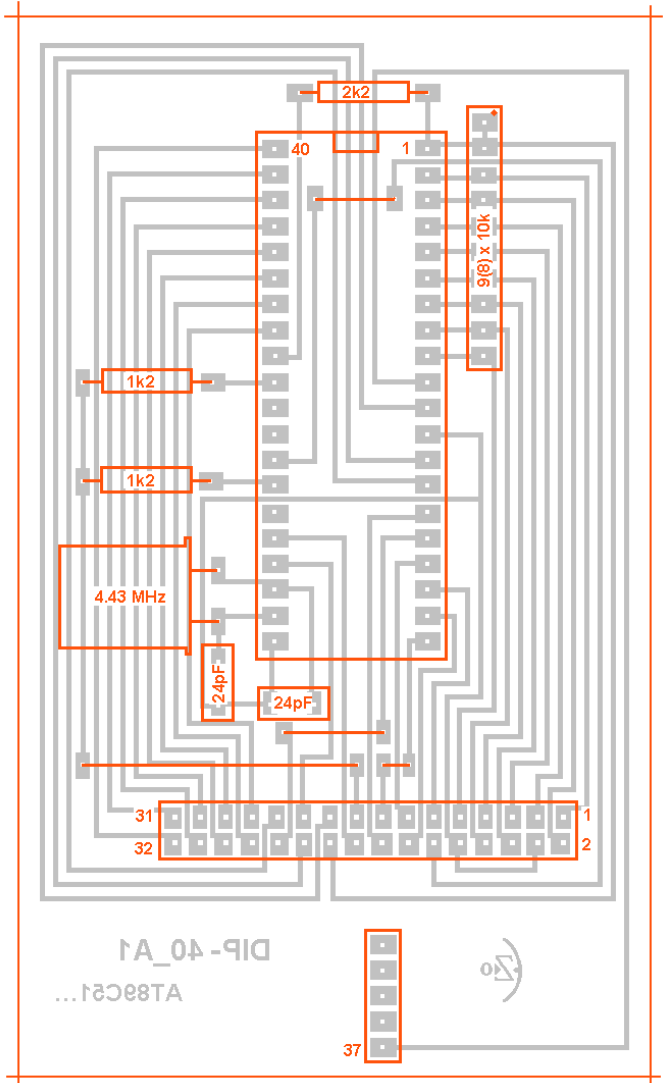 2k2
40 1
9(8) x 10k
1k2
1k2
4.43 MHz
24pF
24pF
31 1
32 2
DIP-40_A1
Zo
AT89C51...
37